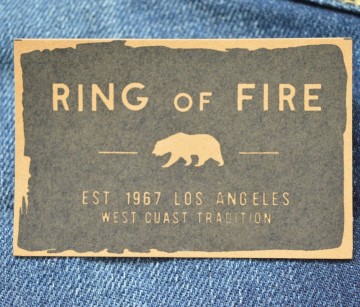 RING OF FIRE
EST. 1967 LOS ANGELES
WEST COAST TRADITION